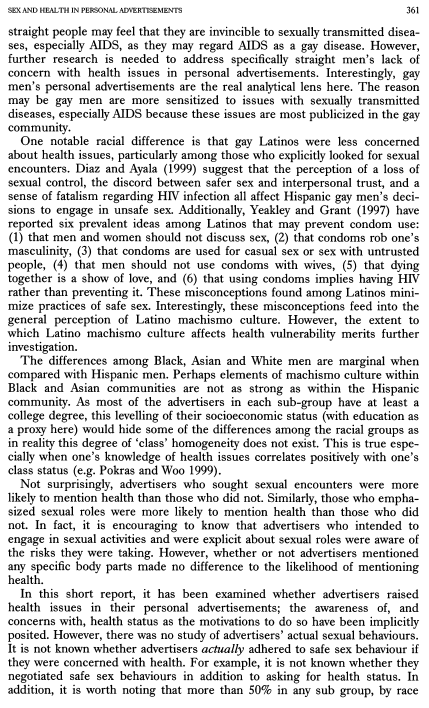 SEX AND HEALTH IN PERSONAL ADVERTISEMENTS 361
straight people may feel that they are invincible to sexually transmitted disea-
ses, especially AIDS, as they may regard AIDS as a gay disease. However,
further research is needed to address specifically straight men's lack of
concern with health issues in personal advertisements. Interestingly, gay
men's personal advertisements are the real analytical lens here. The reason
may be gay men are more sensitized to issues with sexually transmitted
diseases, especially AIDS because these issues are most publicized in the gay
community.
One notable racial difference is that gay Latinos were less concerned
about health issues, particularly among those who explicitly looked for sexual
encounters. Diaz and Ayala (1999) suggest that the perception of a loss of
sexual control, the discord between safer sex and interpersonal trust, and a
sense of fatalism regarding HIV infection all affect Hispanic gay men's deci-
sions to engage in unsafe sex. Additionally, Yeakley and Grant (1997) have
reported six prevalent ideas among Latinos that may prevent condom use:
(1) that men and women should not discuss sex, (2) that condoms rob one's
masculinity, (3) that condoms are used for casual sex or sex with untrusted
people, (4) that men should not use condoms with wives, (5) that dying
together is a show of love, and (6) that using condoms implies having HIV
rather than preventing it. These misconceptions found among Latinos mini-
mize practices of safe sex. Interestingly, these misconceptions feed into the
general perception of Latino machismo culture. However, the extent to
which Latino machismo culture affects health vulnerability merits further
investigation.
The differences among Black, Asian and White men are marginal when
compared with Hispanic men. Perhaps elements of machismo culture within
Black and Asian communities are not as strong as within the Hispanic
community. As most of the advertisers in each sub-group have at least a
college degree, this levelling of their socioeconomic status (with education as
a proxy here) would hide some of the differences among the racial groups as
in reality this degree of 'class' homogeneity does not exist. This is true espe-
cially when one's knowledge of health issues correlates positively with one's
class status (e.g. Pokras and Woo 1999).
Not surprisingly, advertisers who sought sexual encounters were more
likely to mention health than those who did not. Similarly, those who empha-
sized sexual roles were more likely to mention health than those who did
not. In fact, it is encouraging to know that advertisers who intended to
engage in sexual activities and were explicit about sexual roles were aware of
the risks they were taking. However, whether or not advertisers mentioned
any specific body parts made no difference to the likelihood of mentioning
health.
In this short report, it has been examined whether advertisers raised
health issues in their personal advertisements; the awareness of, and
concerns with, health status as the motivations to do so have been implicitly
posited. However, there was no study of advertisers' actual sexual behaviours.
It is not known whether advertisers actually adhered to safe sex behaviour if
they were concerned with health. For example, it is not known whether they
negotiated safe sex behaviours in addition to asking for health status. In
addition, it is worth noting that more than 50% in any sub group, by race